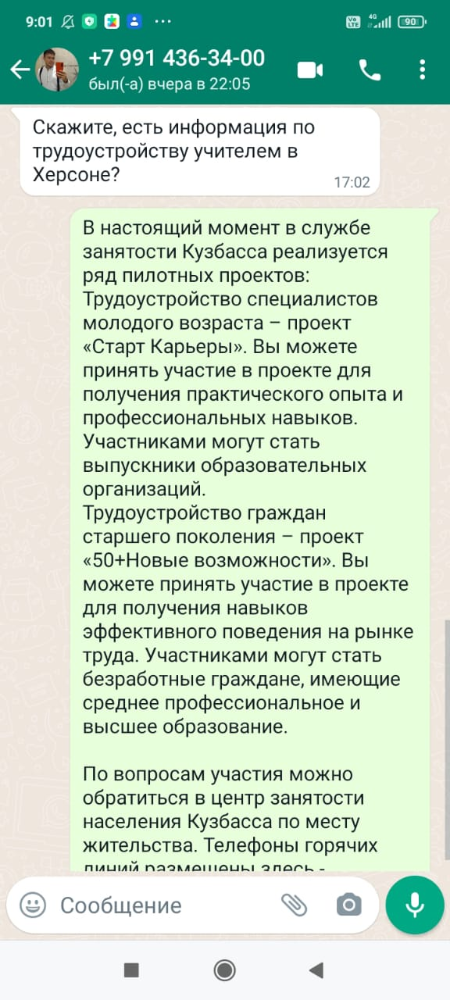 9:01
Vo
LTE
4G
90
+7 991 436-34-00
был(-а) вчера в 22:05
Скажите, есть информация по
трудоустройству учителем в
Херсоне?
17:02
В настоящий момент в службе
занятости Кузбасса реализуется
ряд пилотных проектов:
Трудоустройство специалистов
молодого возраста – проект
«Старт Карьеры». Вы можете
принять участие в проекте для
получения практического опыта и
профессиональных навыков.
Участниками могут стать
выпускники образовательных
организаций.
Трудоустройство граждан
старшего поколения – проект
«50+Новые возможности». Вы
можете принять участие в проекте
для получения навыков
эффективного поведения на рынке
труда. Участниками могут стать
безработные граждане, имеющие
среднее профессиональное и
высшее образование.
По вопросам участия можно
обратиться в центр занятости
населения Кузбасса по месту
жительства. Телефоны горячих
линий размещены здесь -
Сообщение